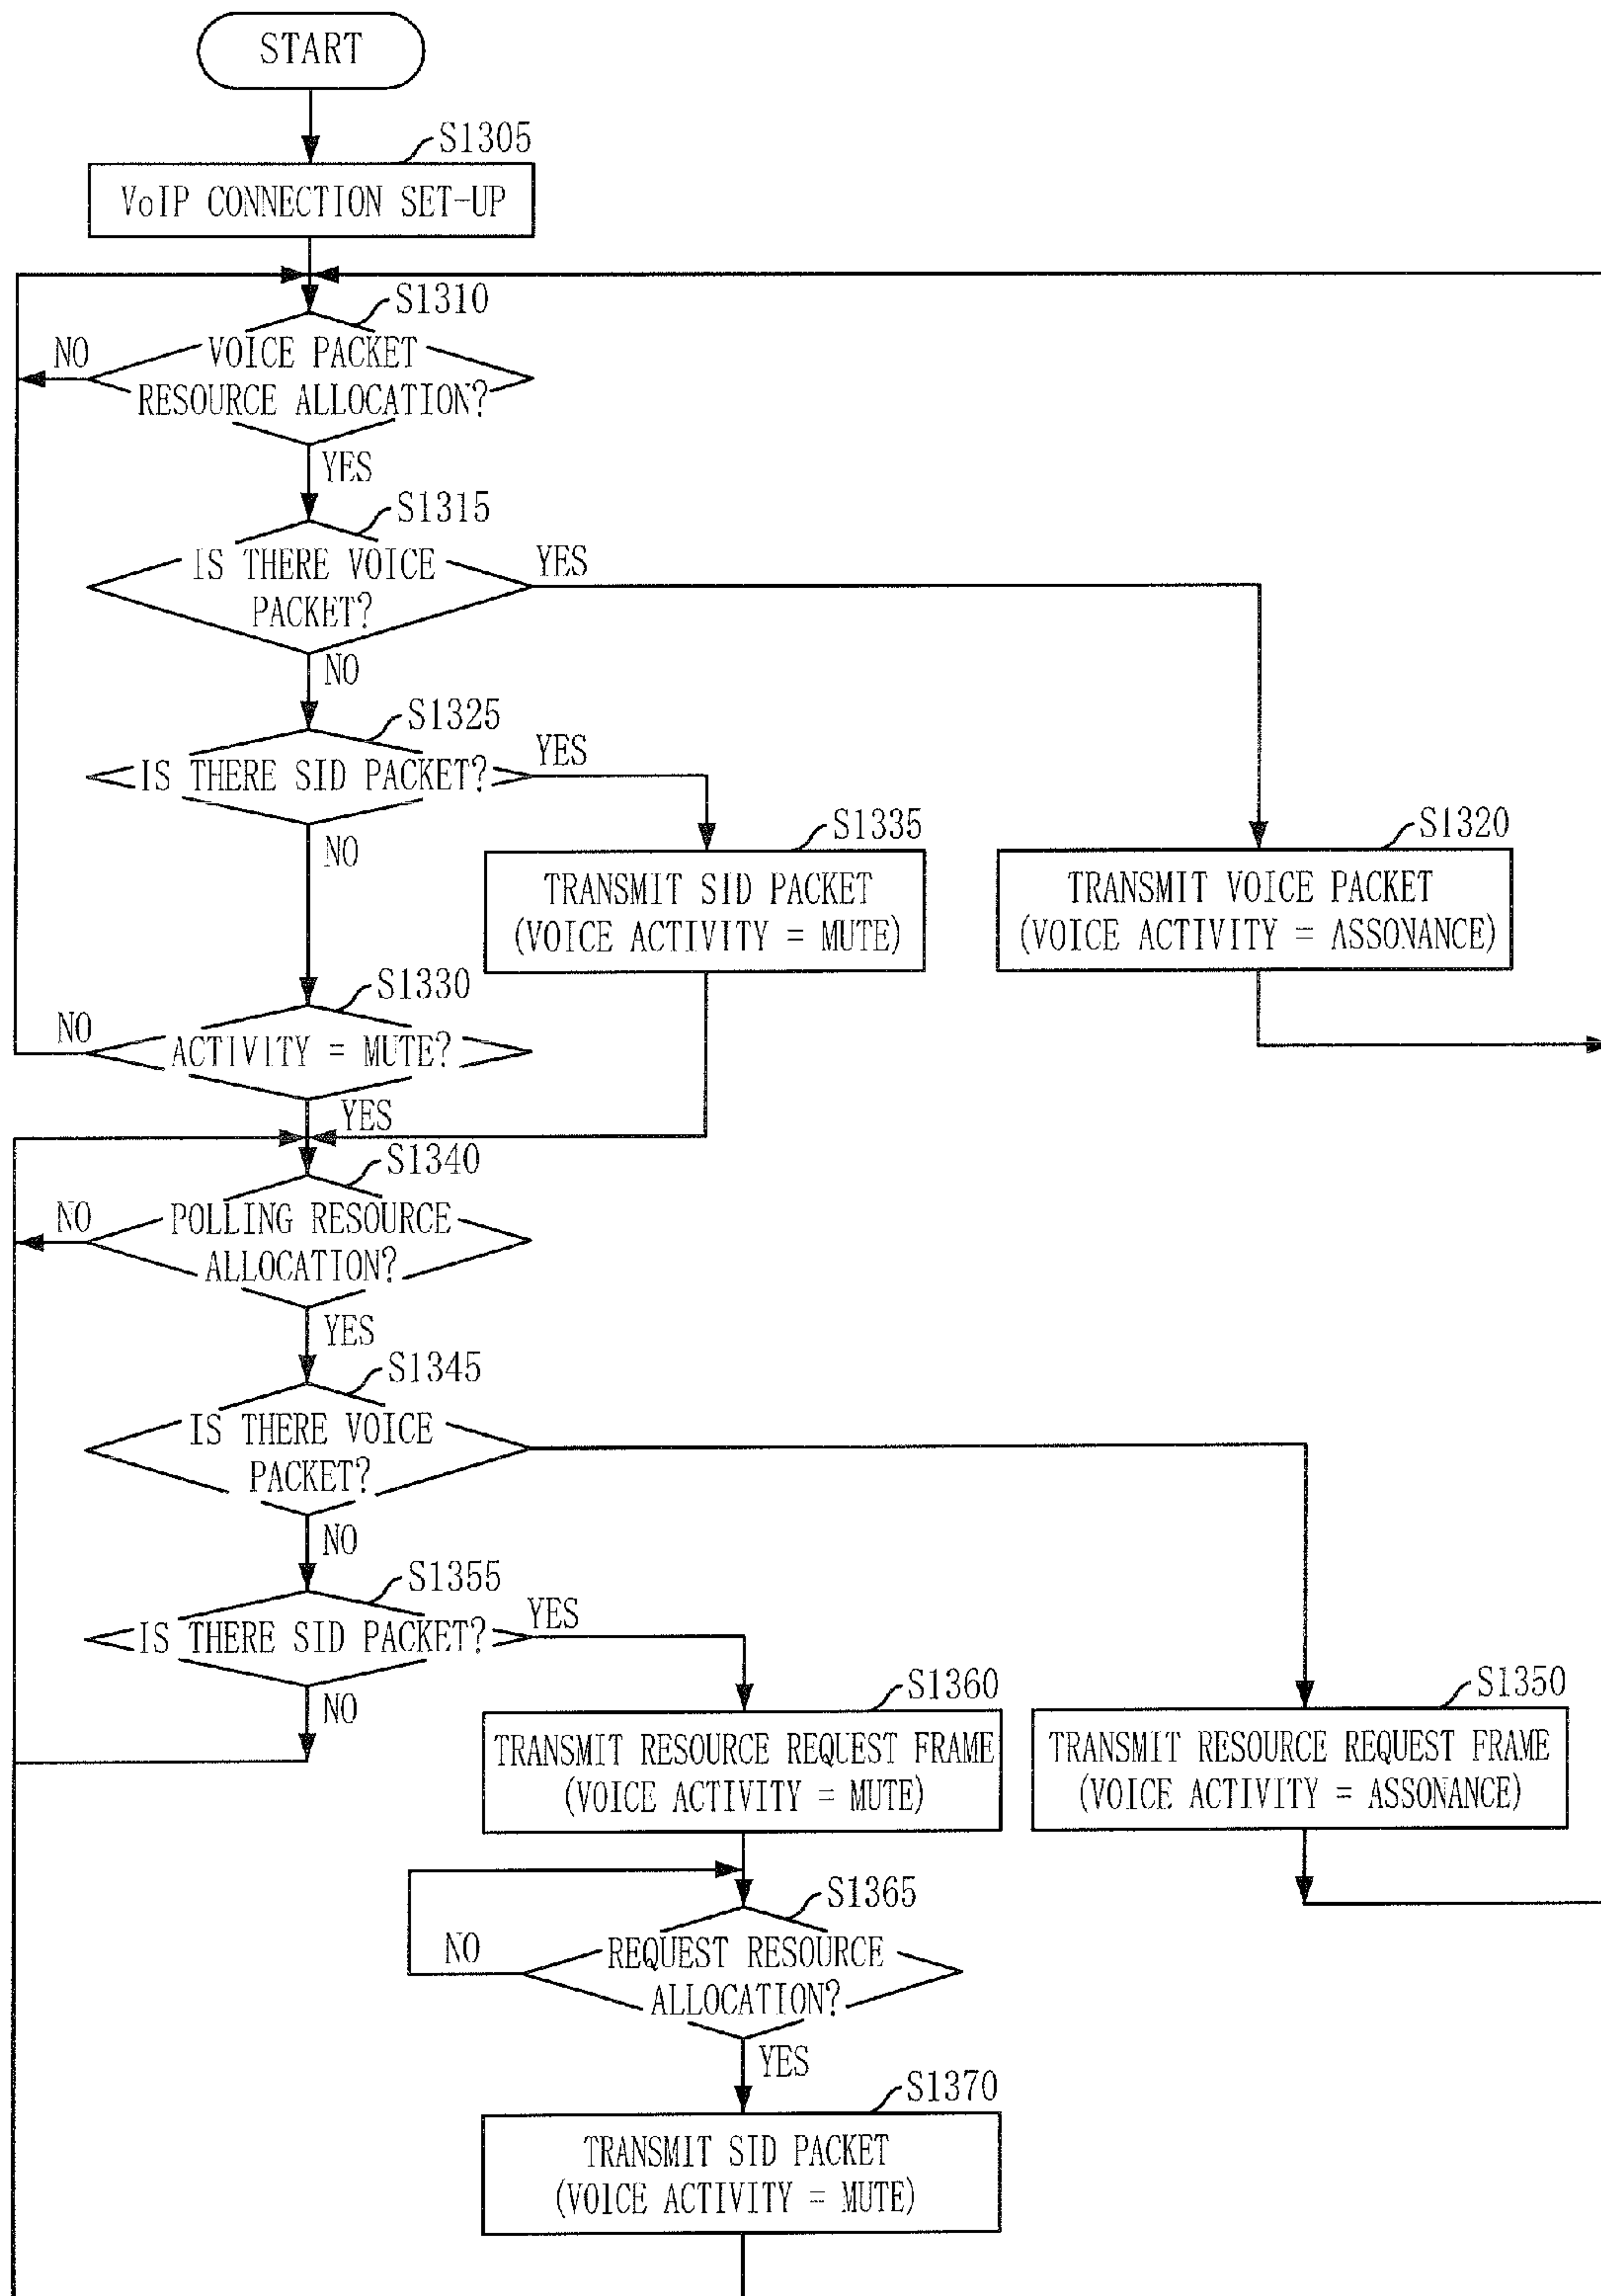 START
S1305
VoIP CONNECTION SET-UP
S1310
NO
VOICE PACKET
RESOURCE ALLOCATION?
YES
S1315
IS THERE VOICE
PACKET?
YES
NO
S1325
IS THERE SID PACKET?
YES
NO
S1335
TRANSMIT SID PACKET
(VOICE ACTIVITY = MUTE)
S1320
TRANSMIT VOICE PACKET
(VOICE ACTIVITY = ASSONANCE)
S1330
NO
ACTIVITY = MUTE?
YES
S1340
NO
POLLING RESOURCE
ALLOCATION?
YES
S1345
IS THERE VOICE
PACKET?
NO
S1355
IS THERE SID PACKET?
YES
NO
S1360
TRANSMIT RESOURCE REQUEST FRAME
(VOICE ACTIVITY = MUTE)
S1350
TRANSMIT RESOURCE REQUEST FRAME
(VOICE ACTIVITY = ASSONANCE)
S1365
NO
REQUEST RESOURCE
ALLOCATION?
YES
S1370
TRANSMIT SID PACKET
(VOICE ACTIVITY = MUTE)